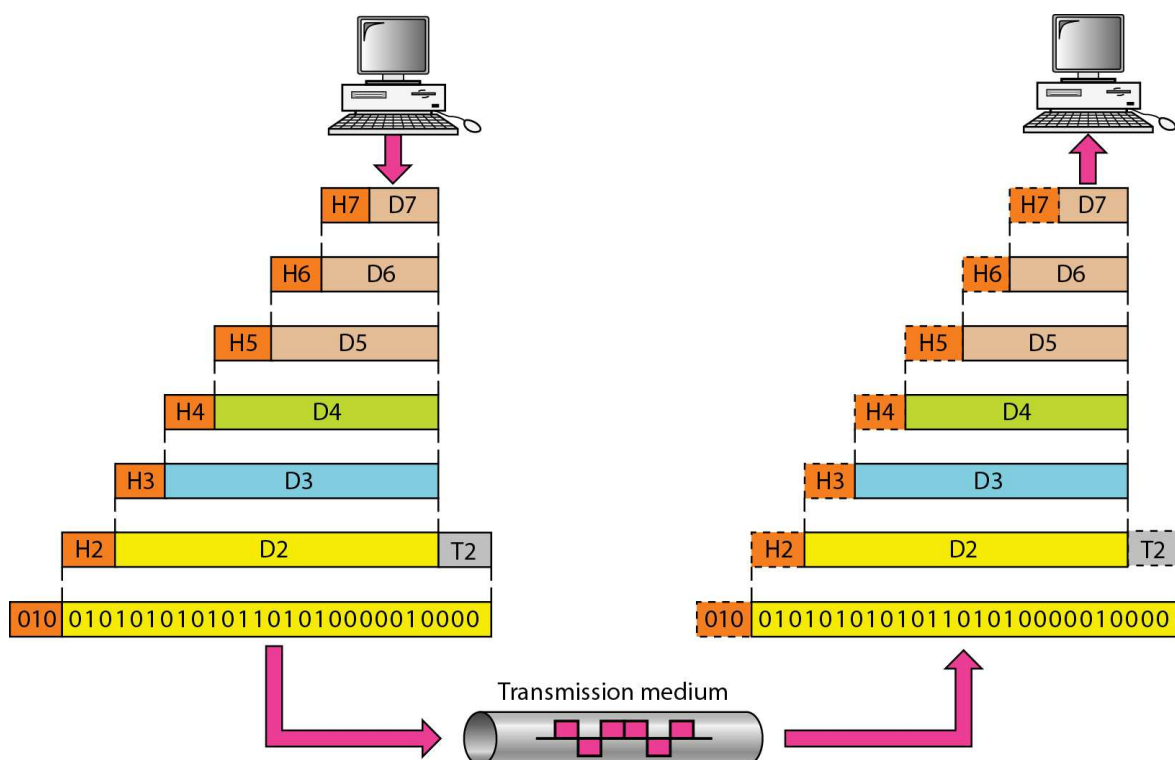 H7 D7
H6 D6
H5 D5
H4 D4
H3 D3
H2 D2 T2
010 010101010101101010000010000
H7 D7
H6 D6
H5 D5
H4 D4
H3 D3
H2 D2 T2
010 010101010101101010000010000
Transmission medium